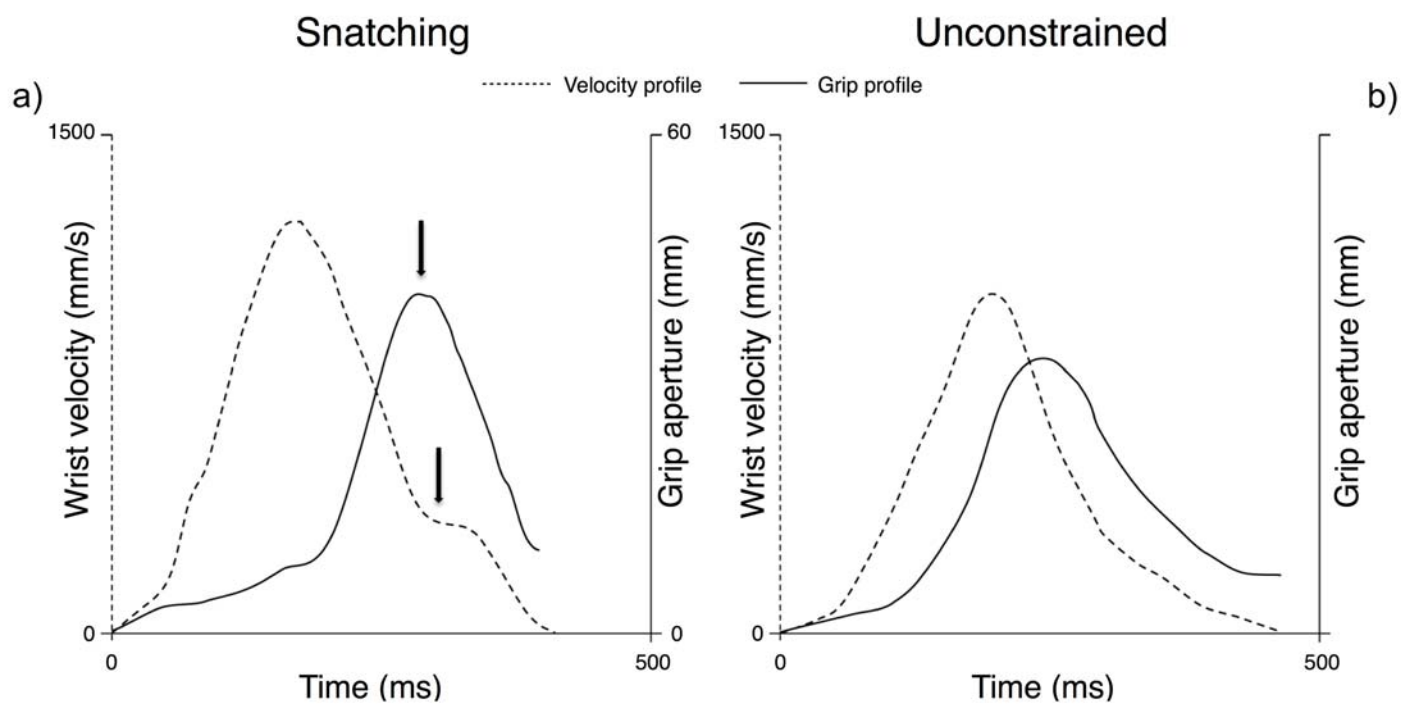 Snatching
Unconstrained
Velocity profile
Grip profile
a)
b)
1500
60
1500
Wrist velocity (mm/s)
Grip aperture (mm)
Wrist velocity (mm/s)
Grip aperture (mm)
0
0
0
0
500
0
500
Time (ms)
Time (ms)